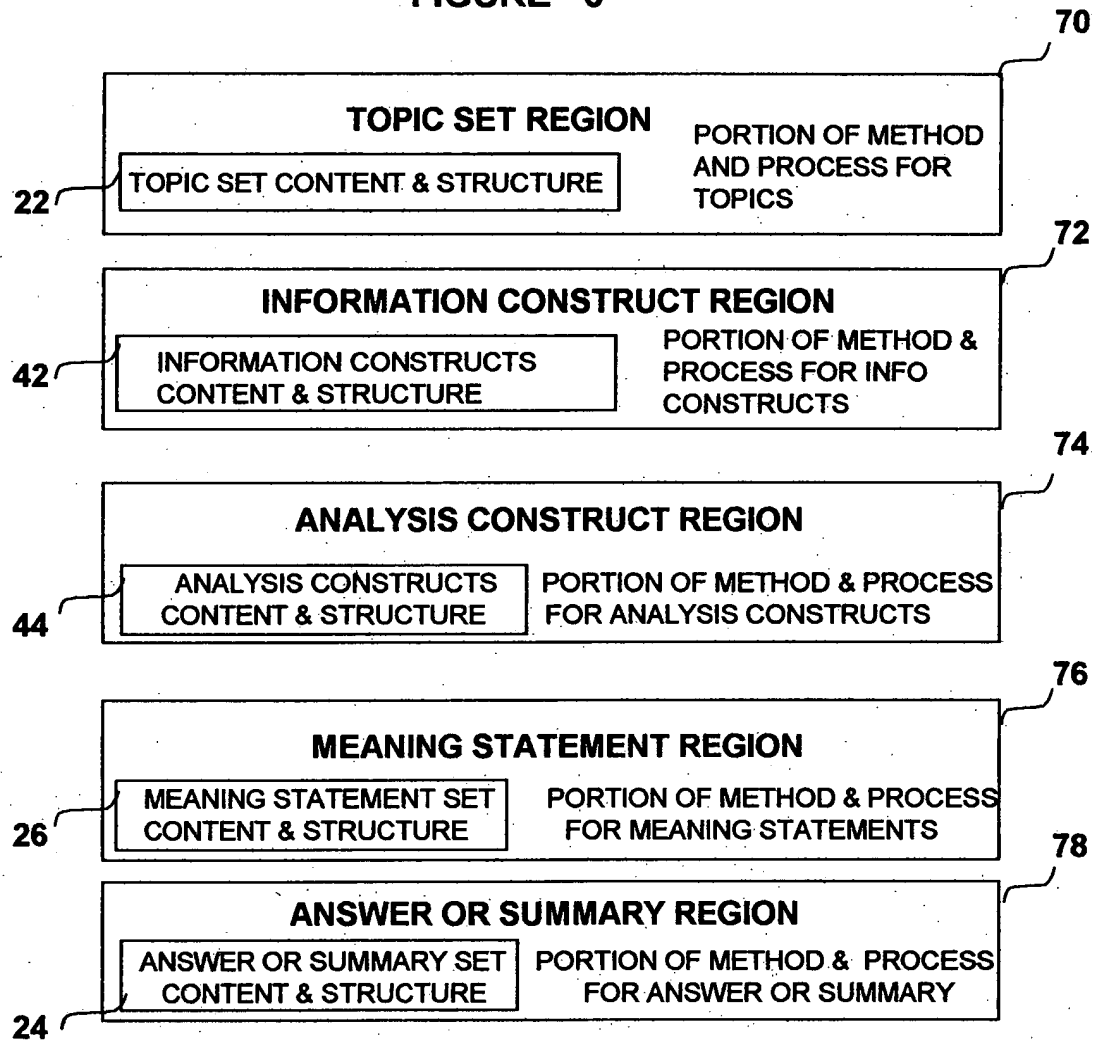 70
TOPIC SET REGION
PORTION OF METHOD
AND PROCESS FOR
TOPICS
TOPIC SET CONTENT & STRUCTURE
22
72
INFORMATION CONSTRUCT REGION
PORTION OF METHOD &
PROCESS FOR INFO
CONSTRUCTS
INFORMATION CONSTRUCTS
CONTENT & STRUCTURE
42
74
ANALYSIS CONSTRUCT REGION
ANALYSIS CONSTRUCTS
CONTENT & STRUCTURE
PORTION OF METHOD & PROCESS
FOR ANALYSIS CONSTRUCTS
44
76
MEANING STATEMENT REGION
MEANING STATEMENT SET
CONTENT & STRUCTURE
PORTION OF METHOD & PROCESS
FOR MEANING STATEMENTS
26
78
ANSWER OR SUMMARY REGION
ANSWER OR SUMMARY SET
CONTENT & STRUCTURE
PORTION OF METHOD & PROCESS
FOR ANSWER OR SUMMARY
24